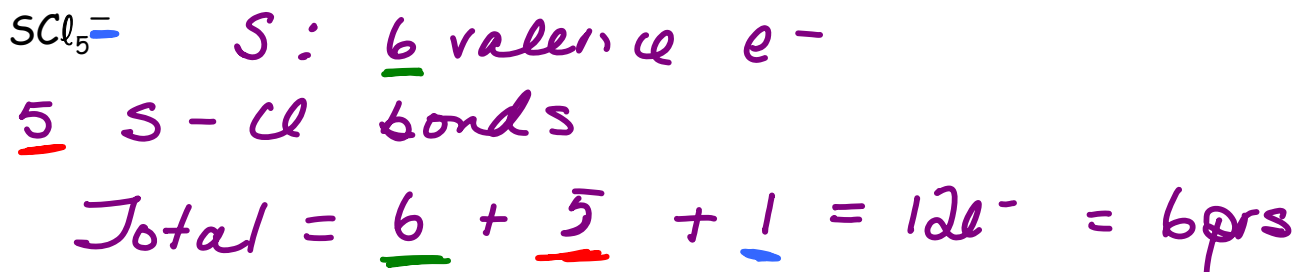 SCl₅⁻ S: 6 valence e⁻
5 S - Cl bonds
Total = 6 + 5 + 1 = 12e⁻ = 6prs